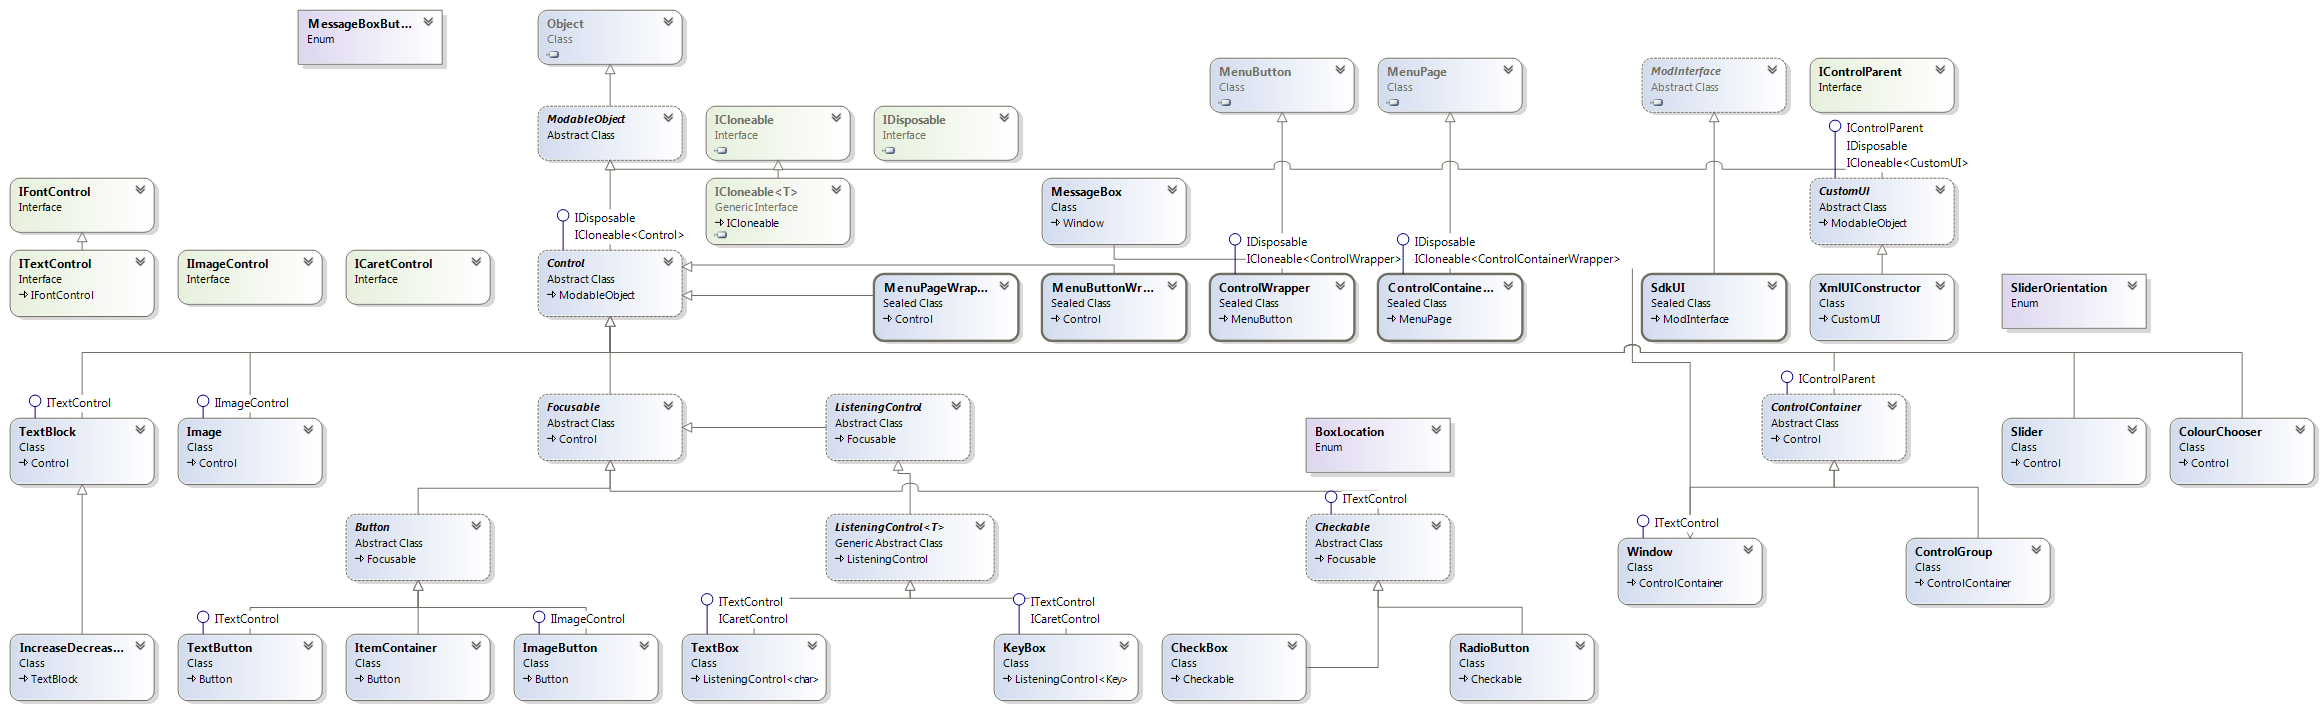 MessageBoxBut...
Enum
Object
Class
MenuButton
Class
MenuPage
Class
ModInterface
Abstract Class
IControlParent
Interface
ModableObject
Abstract Class
ICloneable
Interface
IDisposable
Interface
IControlParent
IDisposable
ICloneable<CustomUI>
IFontControl
Interface
ICloneable<T>
Generic Interface
ICloneable
MessageBox
Class
Window
CustomUI
Abstract Class
ModableObject
IDisposable
ICloneable<Control>
IDisposable
ICloneable<ControlWrapper>
IDisposable
ICloneable<ControlContainerWrapper>
ITextControl
Interface
IFontControl
IImageControl
Interface
ICaretControl
Interface
Control
Abstract Class
ModableObject
MenuPageWrap...
Sealed Class
Control
MenuButtonWr...
Sealed Class
Control
ControlWrapper
Sealed Class
MenuButton
ControlContaine...
Sealed Class
MenuPage
SdkUI
Sealed Class
ModInterface
XmlUIConstructor
Class
CustomUI
SliderOrientation
Enum
ITextControl
TextBlock
Class
Control
IImageControl
Image
Class
Control
Focusable
Abstract Class
Control
ListeningControl
Abstract Class
Focusable
BoxLocation
Enum
IControlParent
ControlContainer
Abstract Class
Control
Slider
Class
Control
ColourChooser
Class
Control
Button
Abstract Class
Focusable
ListeningControl<T>
Generic Abstract Class
ListeningControl
ITextControl
Checkable
Abstract Class
Focusable
ITextControl
Window
Class
ControlContainer
ControlGroup
Class
ControlContainer
IncreaseDecreas...
Class
TextBlock
ITextControl
TextButton
Class
Button
ItemContainer
Class
Button
IImageControl
ImageButton
Class
Button
ITextControl
ICaretControl
TextBox
Class
ListeningControl<char>
ITextControl
ICaretControl
KeyBox
Class
ListeningControl<Key>
CheckBox
Class
Checkable
RadioButton
Class
Checkable